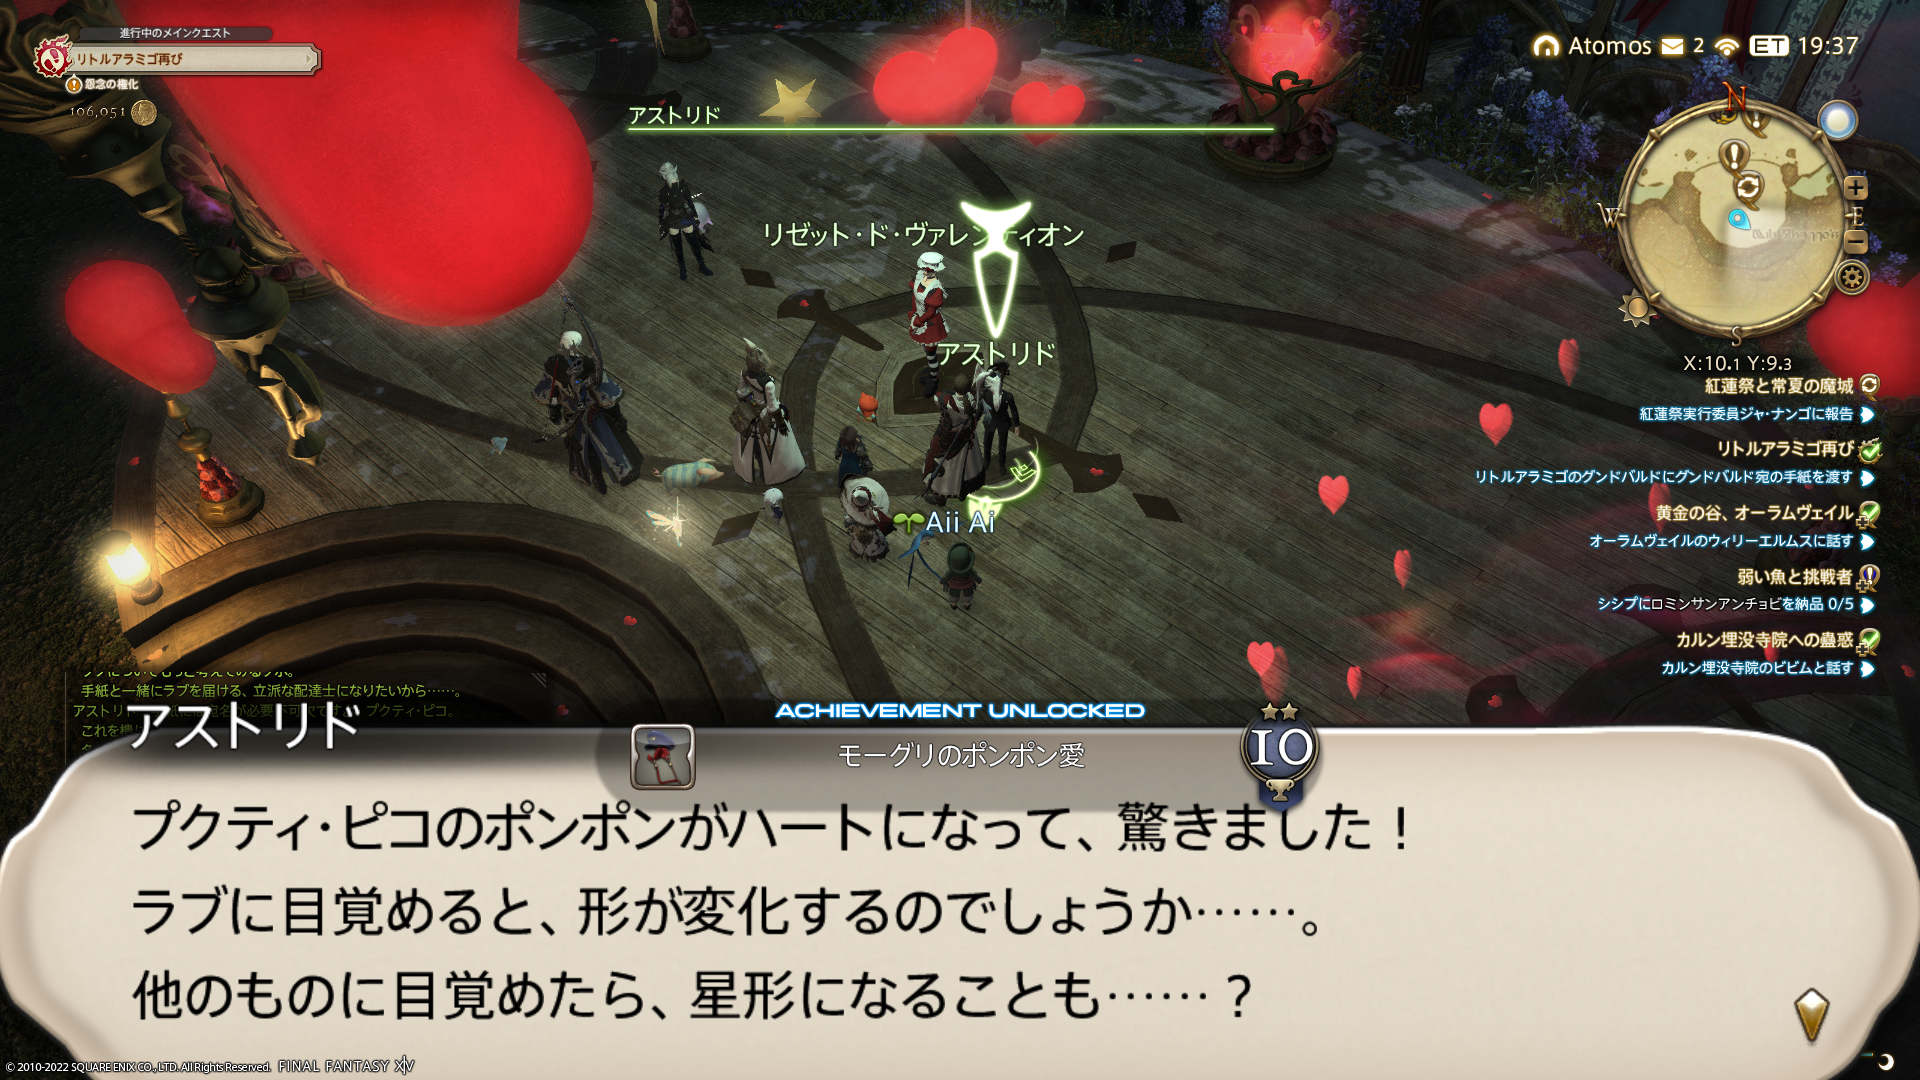 進行中のメインクエスト
リトルアラミゴ再び
怨念の権化
106,051
アストリド
Atomos 2 ET 19:37
N
W
E
S
X:10.1 Y:9.3
リゼット・ド・ヴァレンティオン
アストリド
Aii Ai
紅蓮祭と常夏の魔城
紅蓮祭実行委員ジャ・ナンゴに報告
リトルアラミゴ再び
リトルアラミゴのグンドバルドにグンドバルド宛の手紙を渡す
黄金の谷、オーラムヴェイル
オーラムヴェイルのウィリーエルムスに話す
弱い魚と挑戦者
シシプにロミンサンアンチョビを納品 0/5
カルン埋没寺院への蠱惑
カルン埋没寺院のビビムと話す
手紙と一緒にラブを届ける、立派な配達士になりたいから……。
ACHIEVEMENT UNLOCKED
モーグリのポンポン愛
10
アストリド
プクティ・ピコのポンポンがハートになって、驚きました！
ラブに目覚めると、形が変化するのでしょうか……。
他のものに目覚めたら、星形になることも……？
© 2010-2022 SQUARE ENIX CO., LTD. All Rights Reserved. FINAL FANTASY XIV